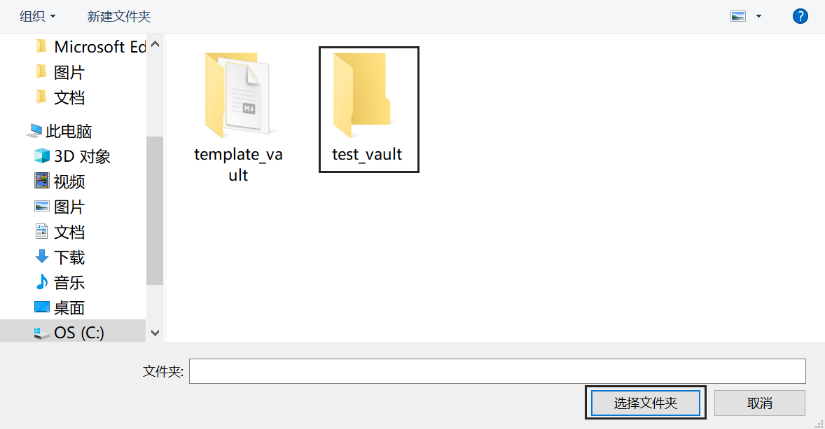 组织
新建文件夹
?
Microsoft Ed
图片
文档
此电脑
3D 对象
视频
图片
文档
下载
音乐
桌面
OS (C:)
M
template_va
ult
test_vault
文件夹:
选择文件夹
取消